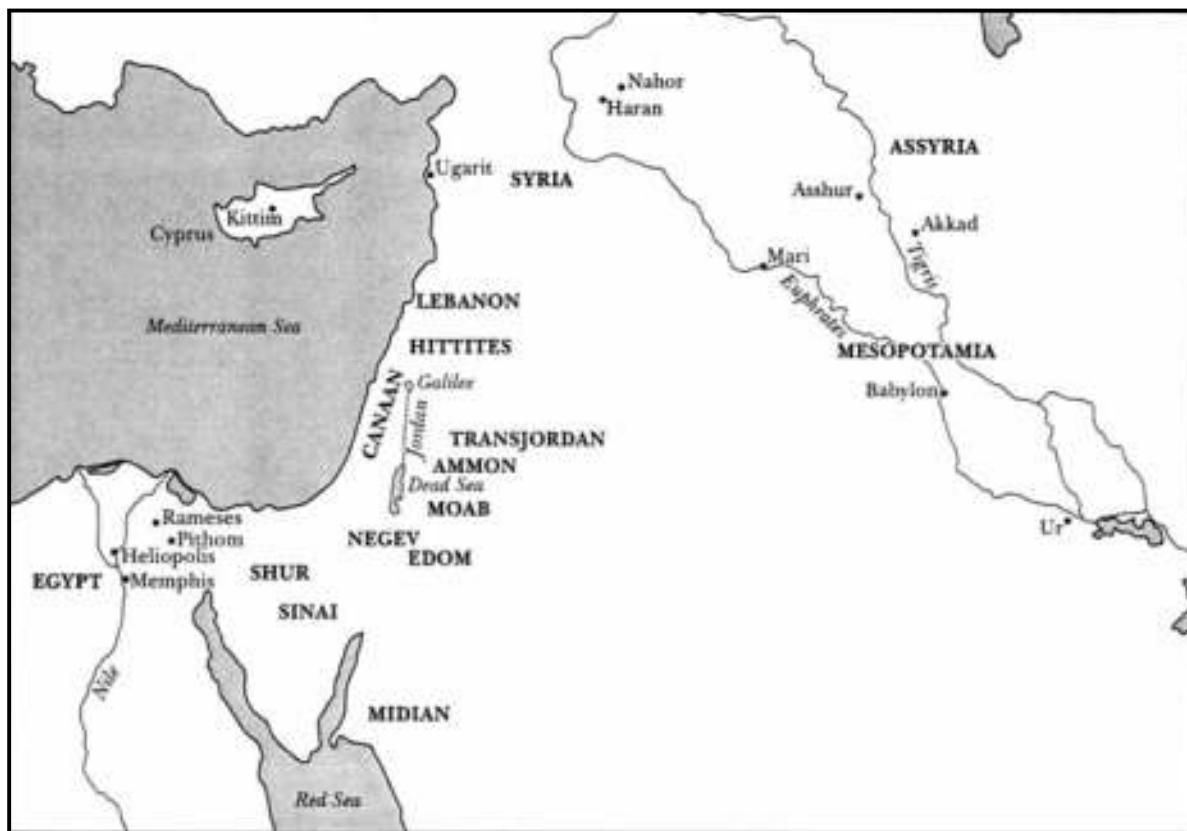 Nahor
Haran
ASSYRIA
Ugarit
SYRIA
Asshur
Kittim
Cyprus
Akkad
Tigris
Mari
Euphrates
LEBANON
Mediterranean Sea
HITTITES
MESOPOTAMIA
Galilee
CANAAN
Babylon
Jordan
TRANSJORDAN
AMMON
Dead Sea
MOAB
Rameses
Ur
Pithom
NEGEV
Heliopolis
EDOM
EGYPT
Memphis
SHUR
SINAI
Nile
MIDIAN
Red Sea